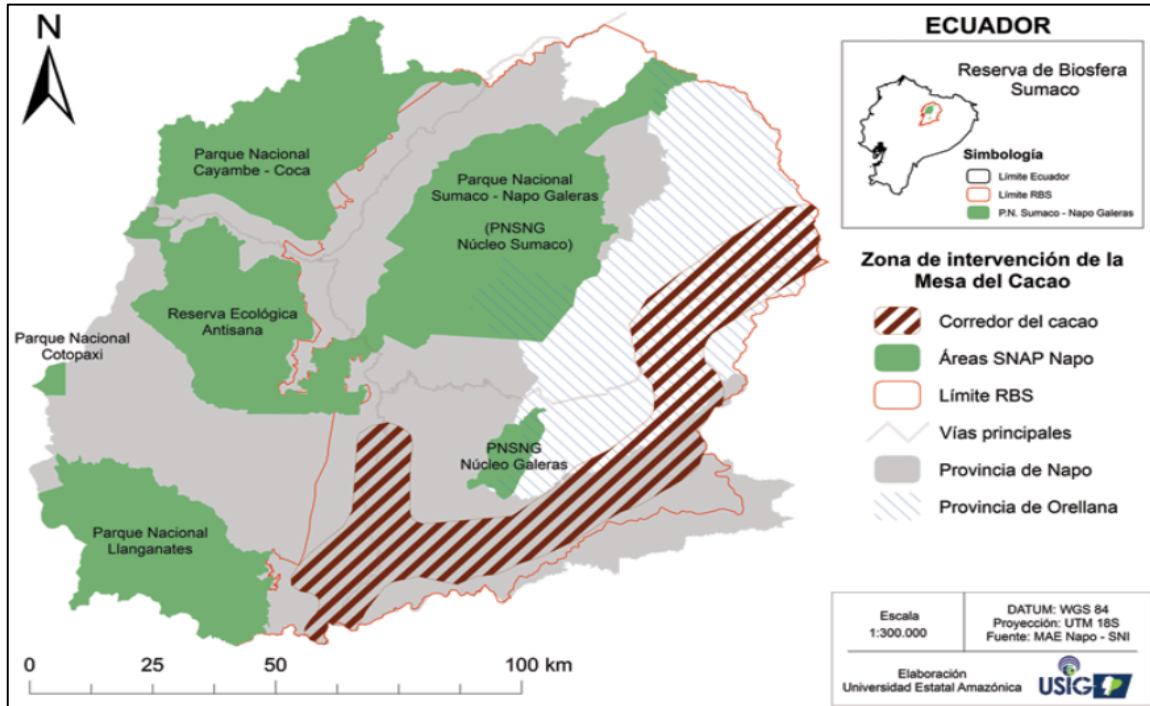 N
Parque Nacional
Cayambe - Coca
Parque Nacional
Sumaco - Napo Galeras
(PNSNG
Núcleo Sumaco)
Reserva Ecológica
Antisana
Parque Nacional
Cotopaxi
PNSNG
Núcleo Galeras
Parque Nacional
Llanganates
0 25 50 100 km
ECUADOR
Reserva de Biosfera
Sumaco
Simbología
Límite Ecuador
Límite RBS
P.N. Sumaco - Napo Galeras
Zona de intervención de la
Mesa del Cacao
Corredor del cacao
Áreas SNAP Napo
Límite RBS
Vías principales
Provincia de Napo
Provincia de Orellana
Escala
1:300.000
DATUM: WGS 84
Proyección: UTM 18S
Fuente: MAE Napo - SNI
Elaboración
Universidad Estatal Amazónica
USIG